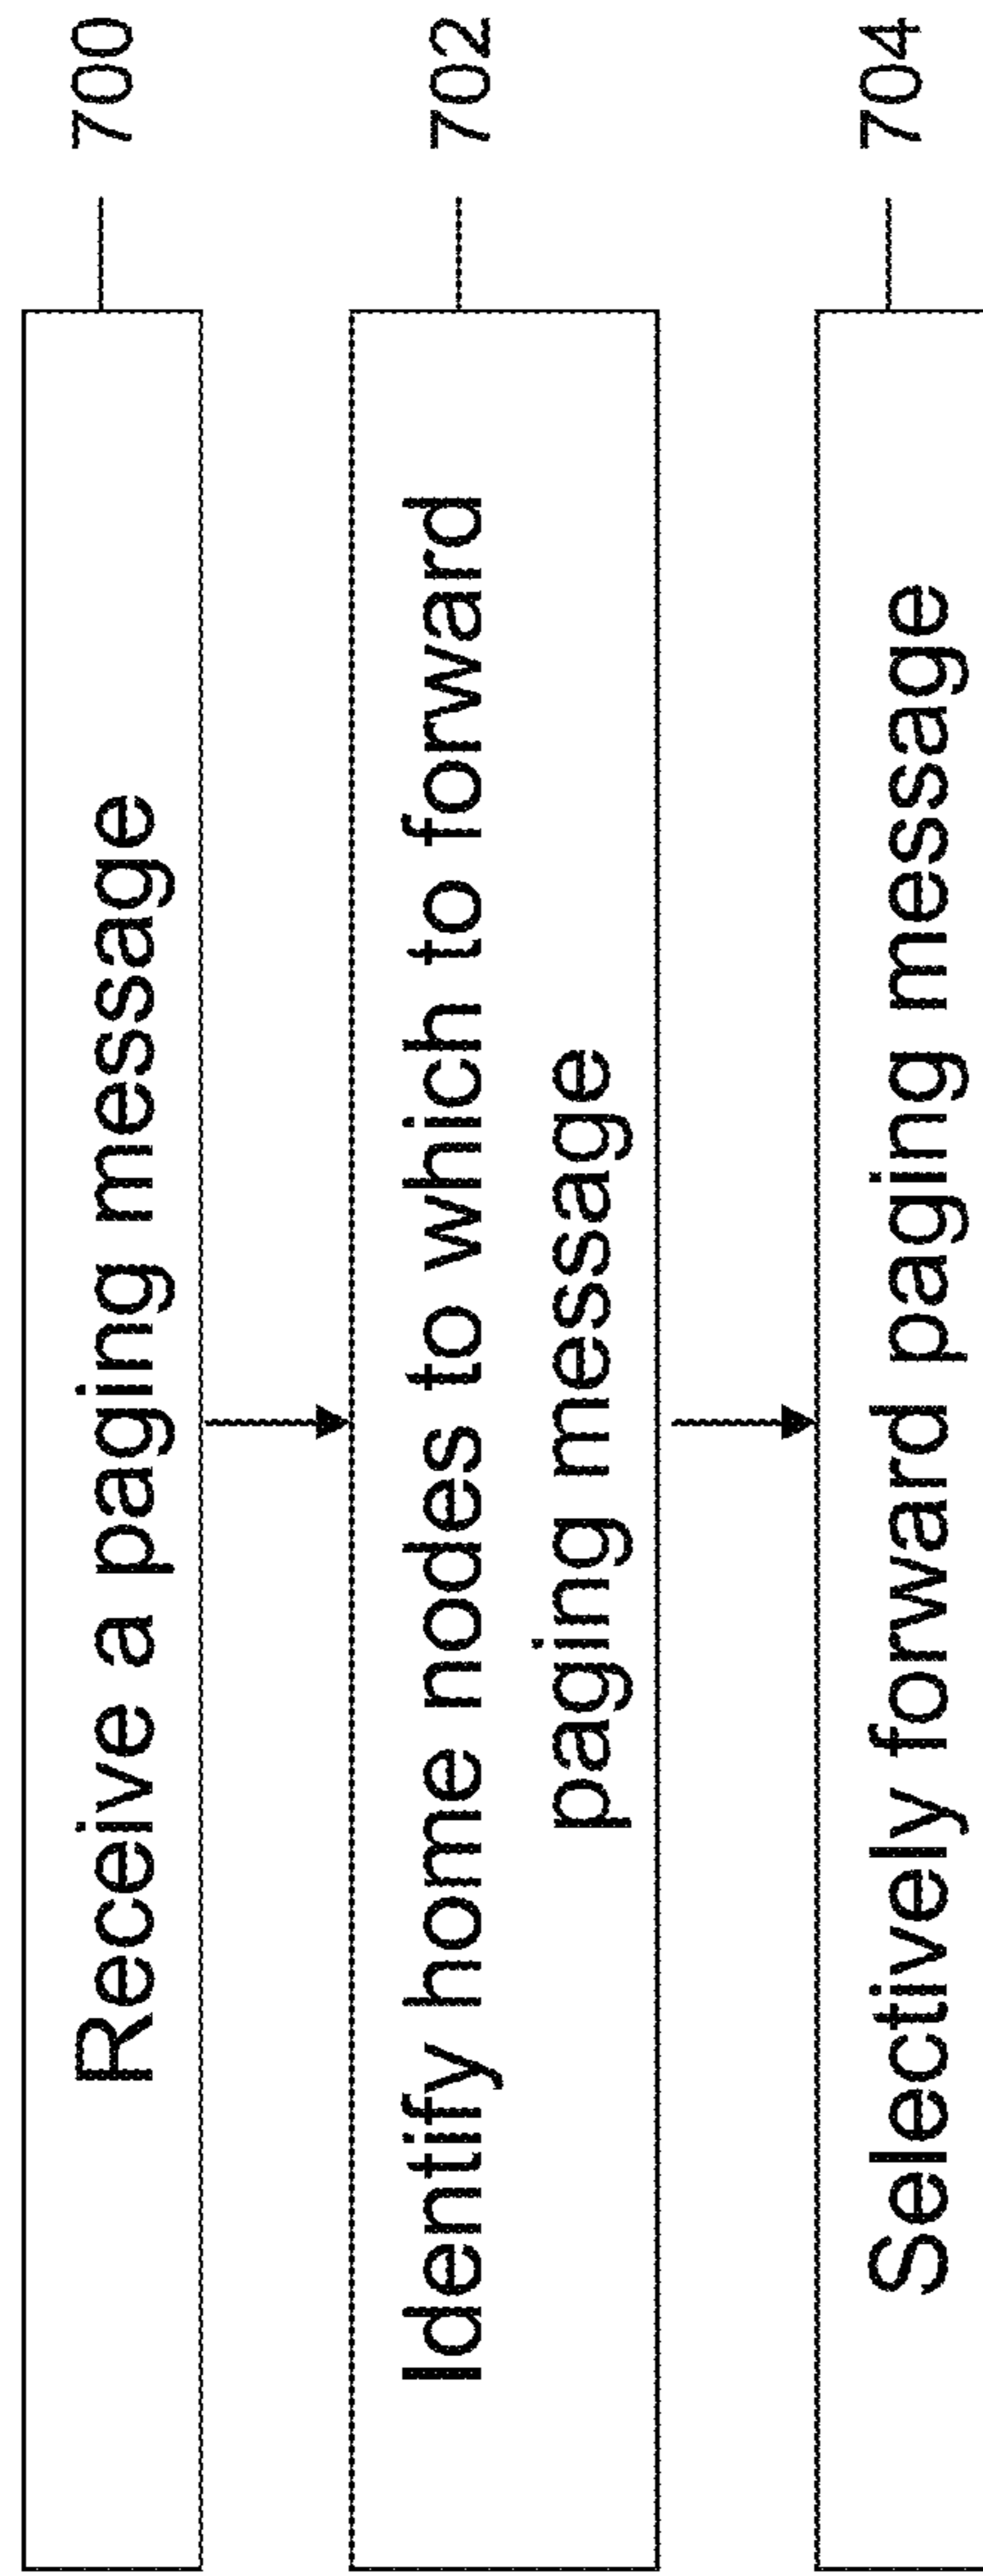 Receive a paging message
700
Identify home nodes to which to forward
paging message
702
Selectively forward paging message
704